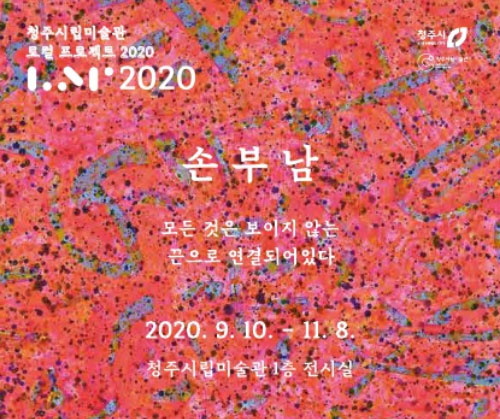 청주시립미술관
로컬 프로젝트 2020
2020
청주시
손부남
모든 것은 보이지 않는
끈으로 연결되어있다
2020. 9. 10. - 11. 8.
청주시립미술관 1층 전시실